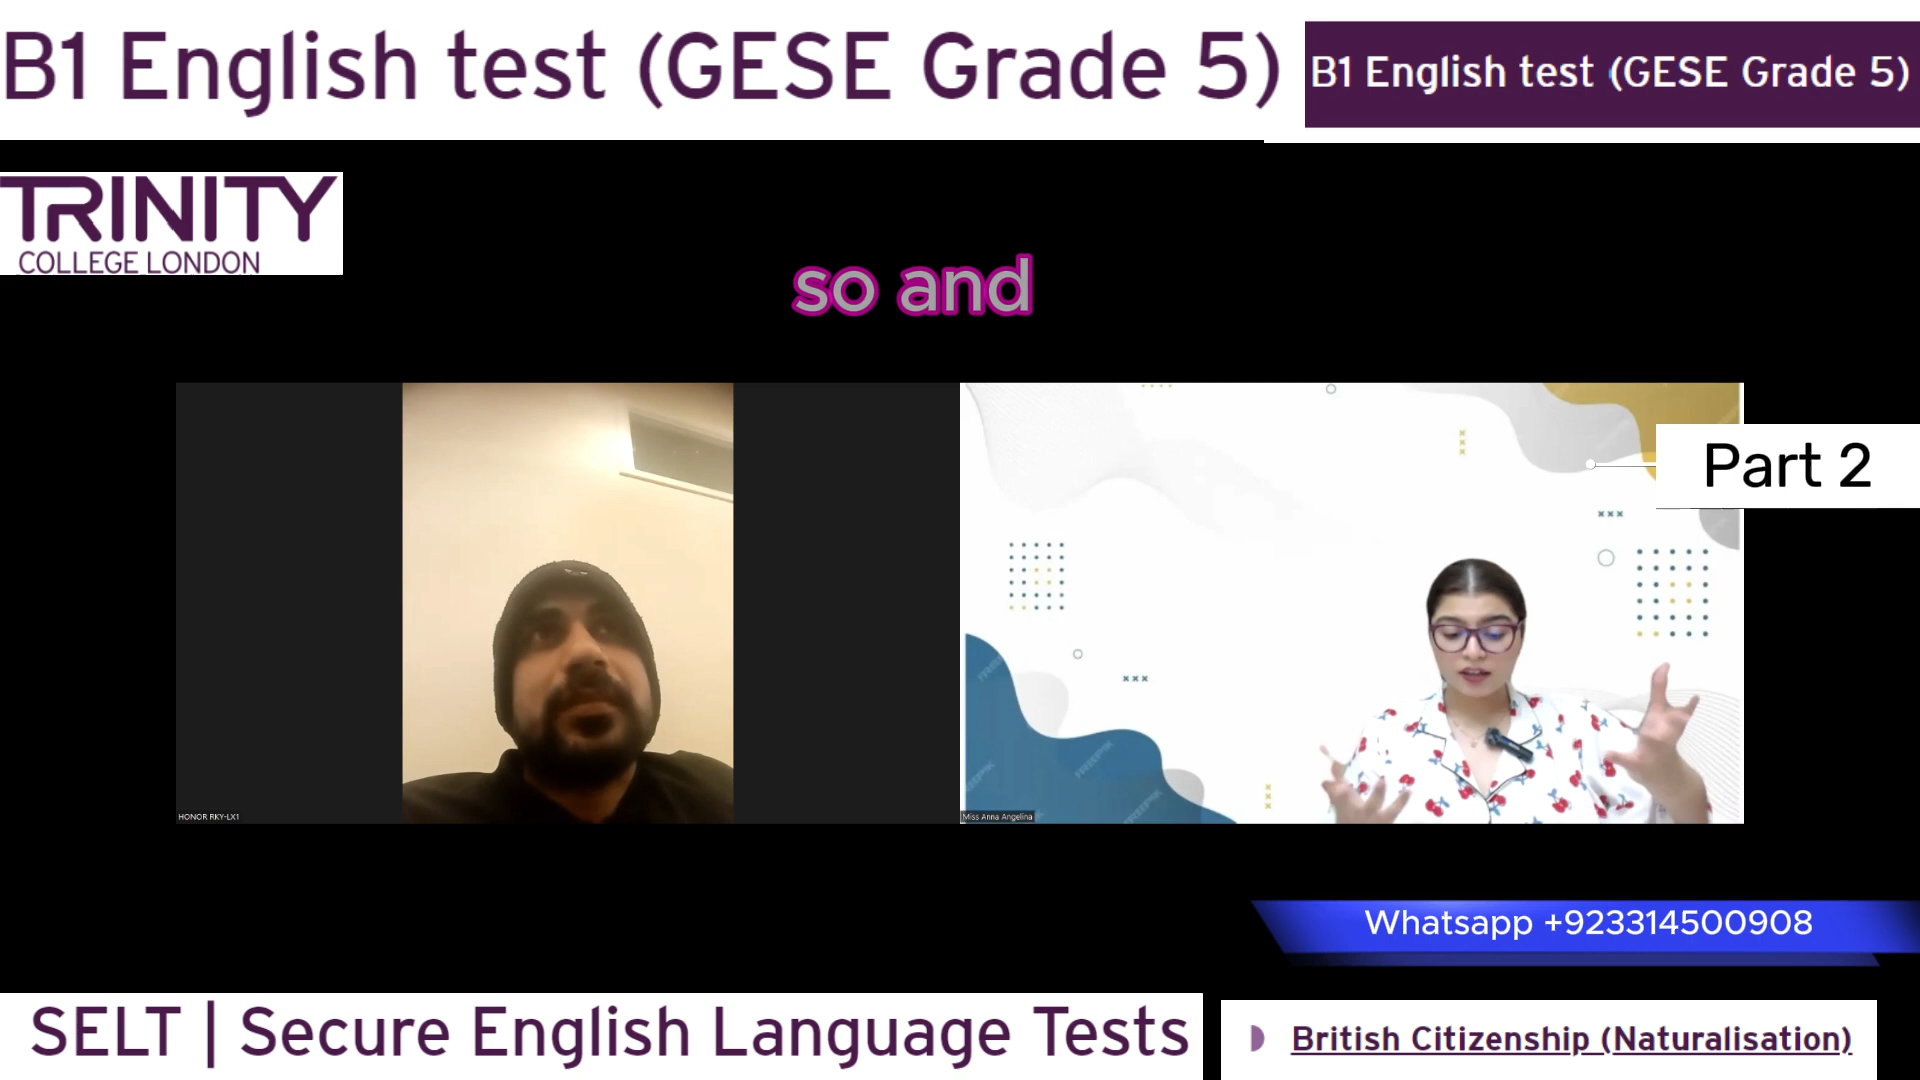 B1 English test (GESE Grade 5)
B1 English test (GESE Grade 5)
TRINITY
COLLEGE LONDON
so and
Part 2
HONOR RKY-LX1
Miss Anna Angelina
Whatsapp +923314500908
SELT | Secure English Language Tests
British Citizenship (Naturalisation)